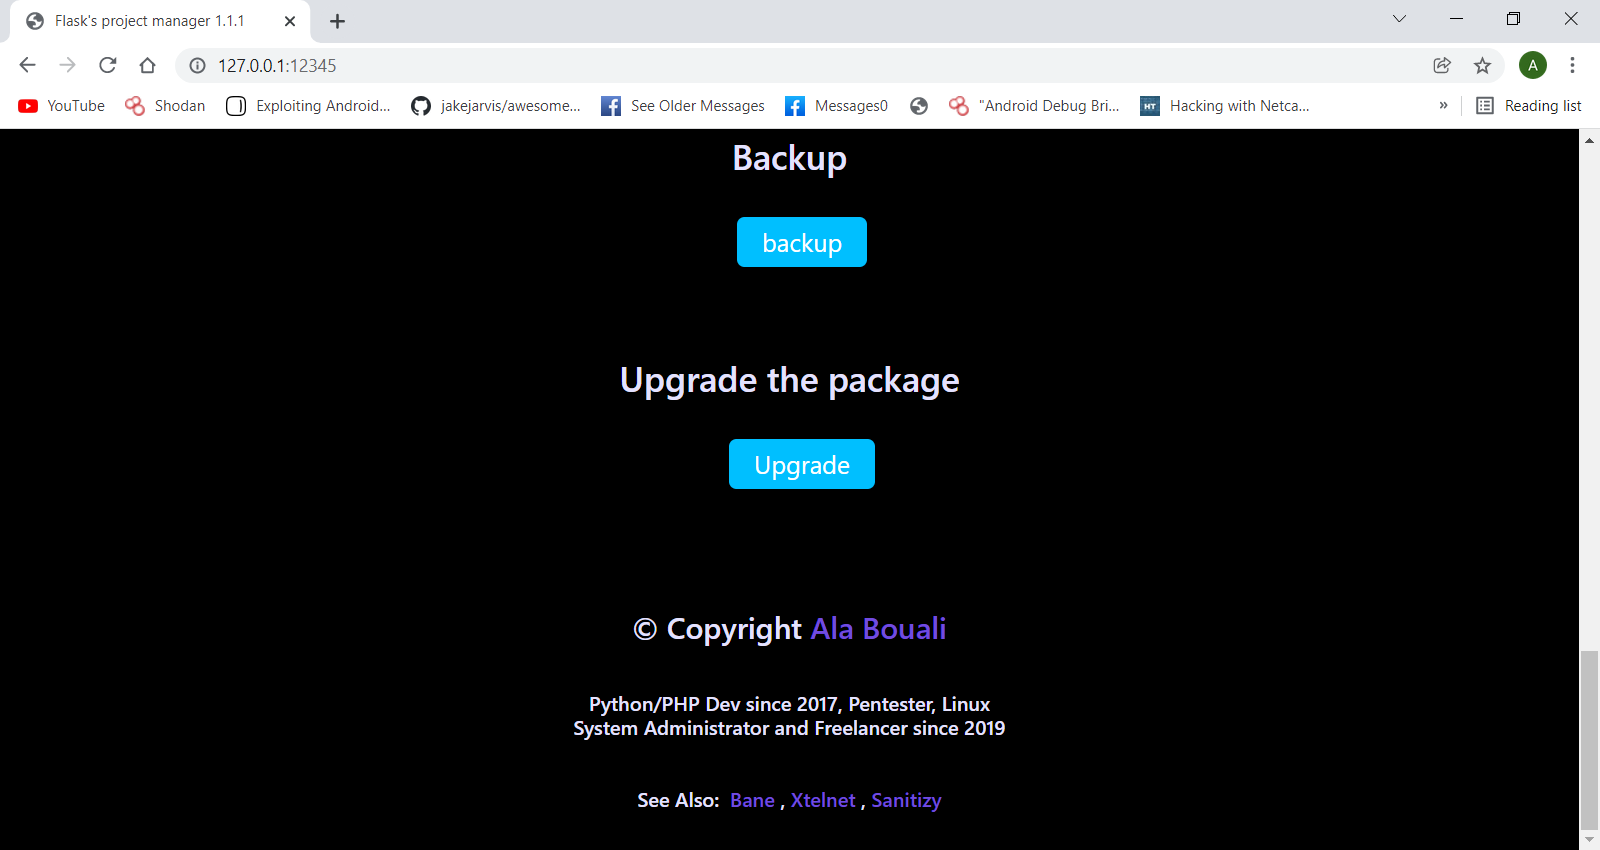 Flask's project manager 1.1.1
127.0.0.1:12345
A
YouTube
Shodan
Exploiting Android...
jakejarvis/awesome...
See Older Messages
Messages0
"Android Debug Bri...
HT
Hacking with Netca...
»
Reading list
Backup
backup
Upgrade the package
Upgrade
© Copyright Ala Bouali
Python/PHP Dev since 2017, Pentester, Linux
System Administrator and Freelancer since 2019
See Also: Bane , Xtelnet , Sanitizy